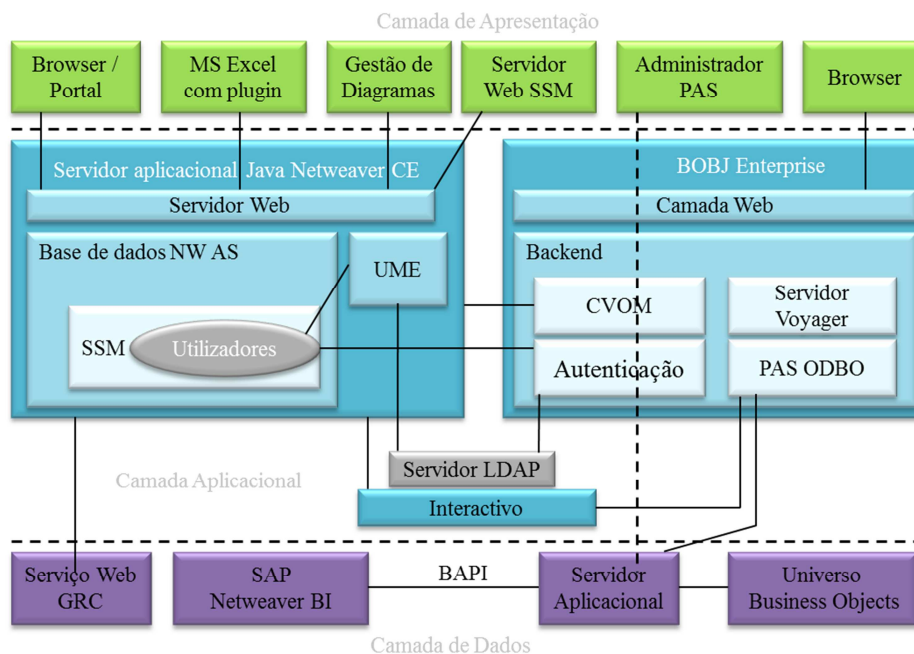 Camada de Apresentação
Browser /
Portal
MS Excel
com plugin
Gestão de
Diagramas
Servidor
Web SSM
Administrador
PAS
Browser
Servidor aplicacional Java Netweaver CE
BOBJ Enterprise
Servidor Web
Camada Web
Base de dados NW AS
UME
Backend
SSM
Utilizadores
CVOM
Servidor
Voyager
Autenticação
PAS ODBO
Servidor LDAP
Camada Aplicacional
Interactivo
Serviço Web
GRC
SAP
Netweaver BI
BAPI
Servidor
Aplicacional
Universo
Business Objects
Camada de Dados